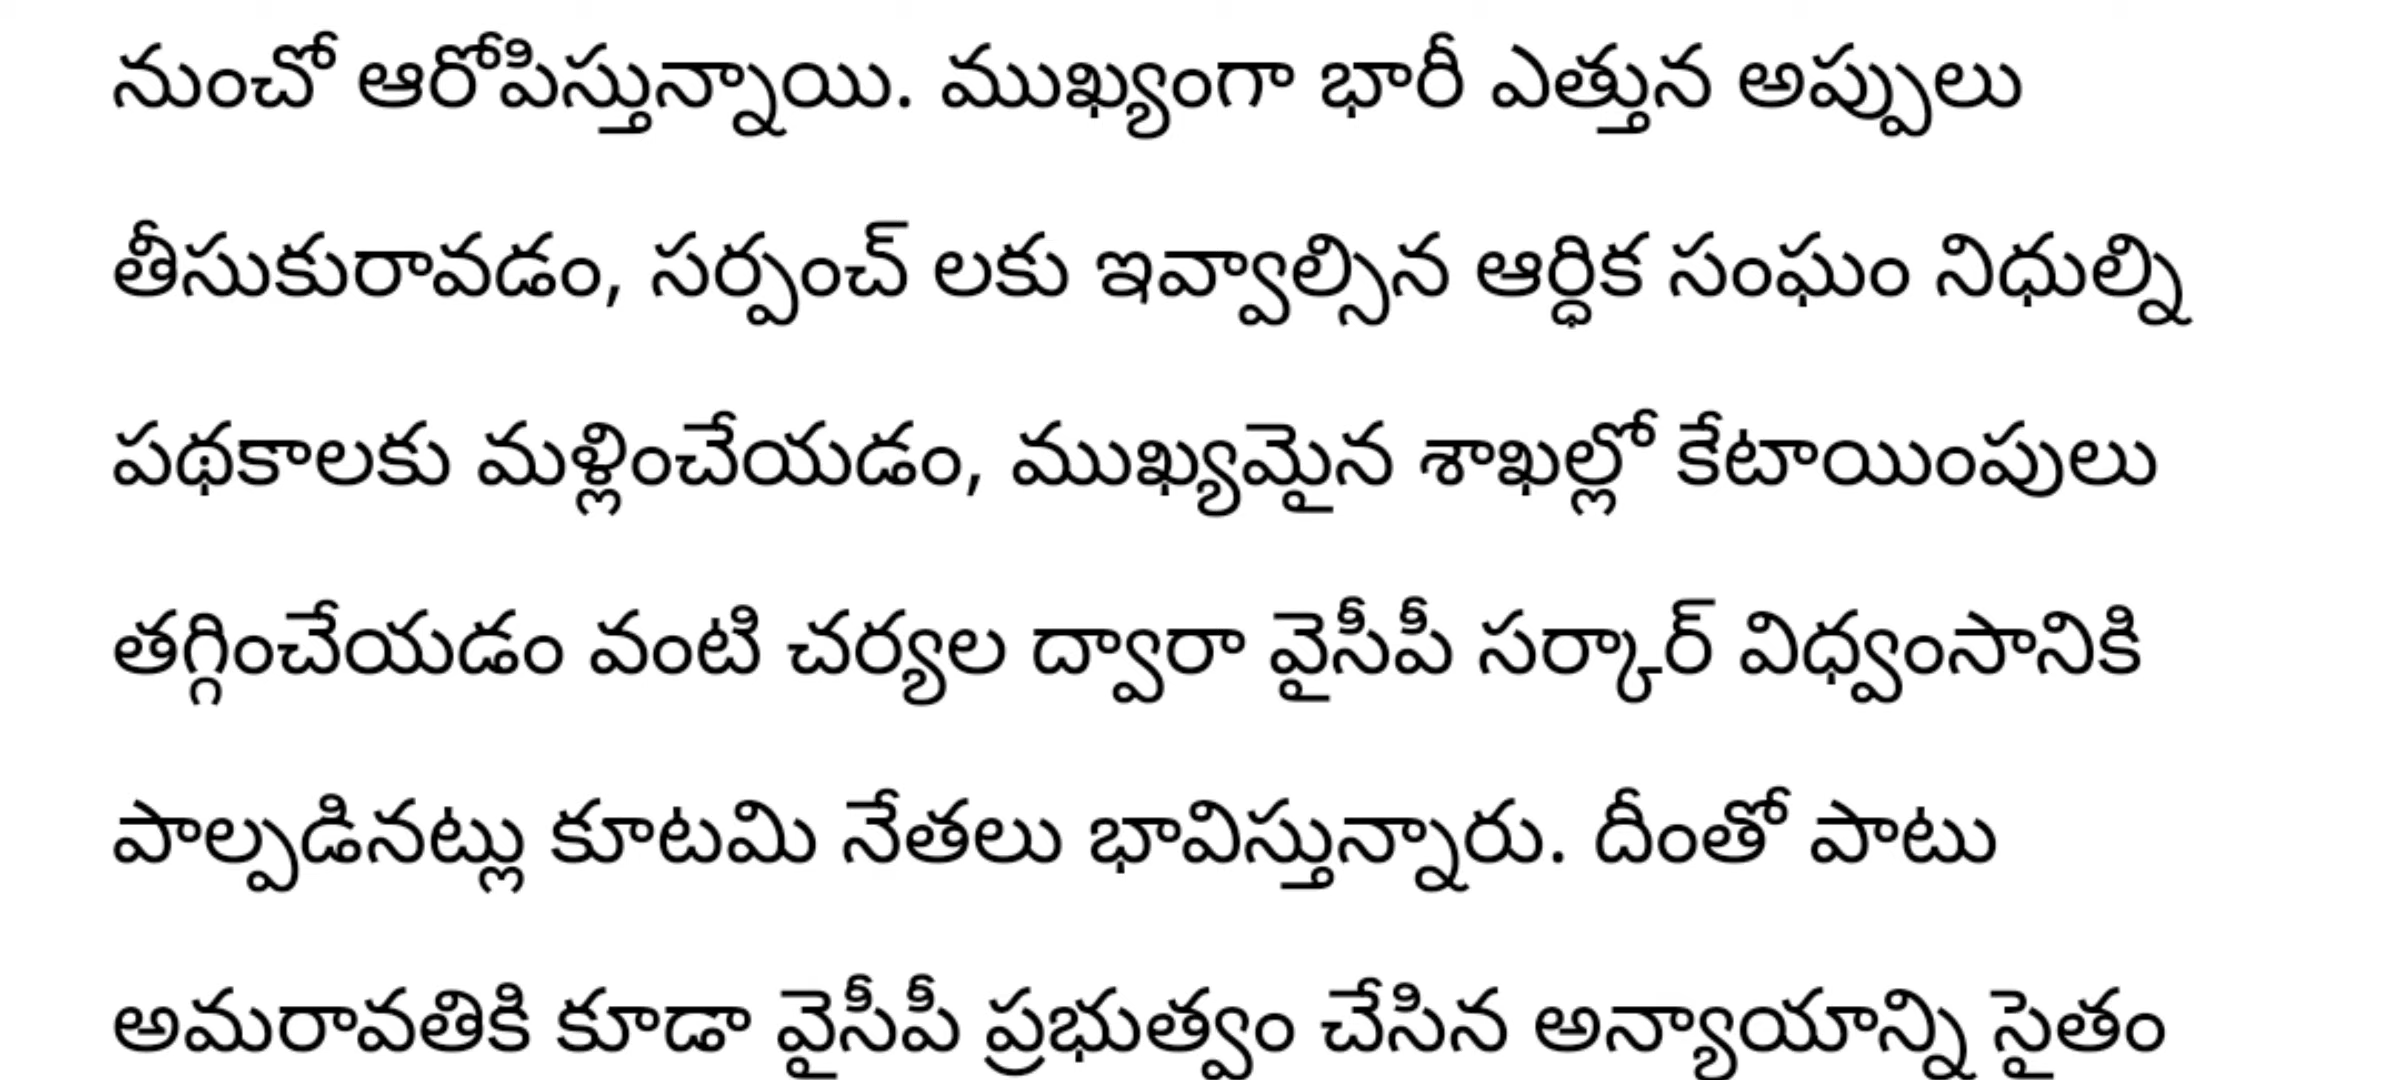 నుంచో ఆరోపిస్తున్నాయి. ముఖ్యంగా భారీ ఎత్తున అప్పులు
తీసుకురావడం, సర్పంచ్ లకు ఇవ్వాల్సిన ఆర్ధిక సంఘం నిధుల్ని
పథకాలకు మళ్లించేయడం, ముఖ్యమైన శాఖల్లో కేటాయింపులు
తగ్గించేయడం వంటి చర్యల ద్వారా వైసీపీ సర్కార్ విధ్వంసానికి
పాల్పడినట్లు కూటమి నేతలు భావిస్తున్నారు. దీంతో పాటు
అమరావతికి కూడా వైసీపీ ప్రభుత్వం చేసిన అన్యాయాన్ని సైతం